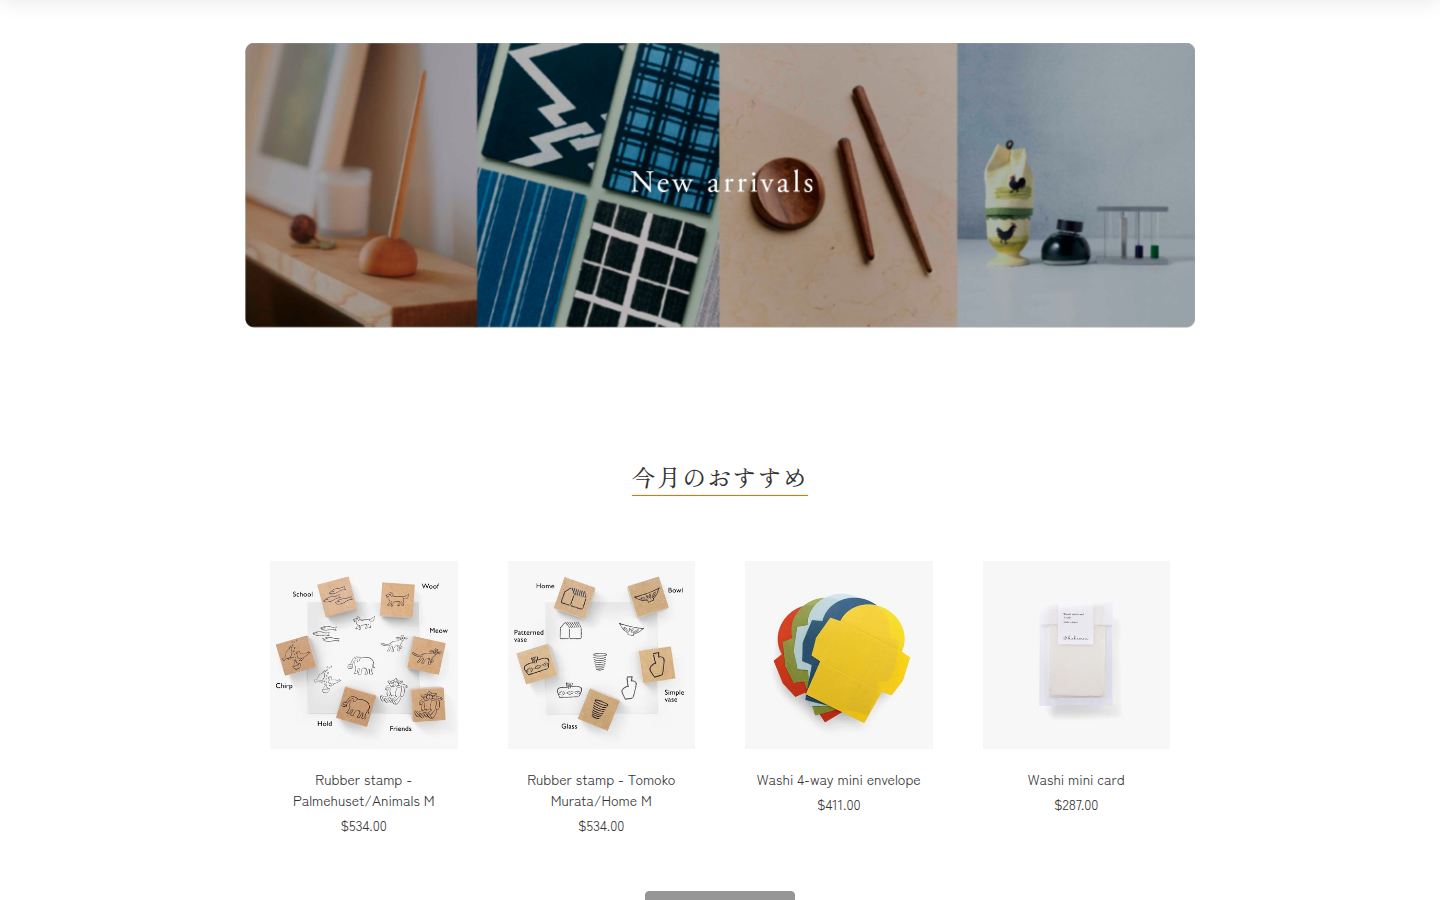 New arrivals
今月のおすすめ
School
Woof
Meow
Chirp
Hold
Friends
Home
Bowl
Patterned
vase
Simple
vase
Glass
Rubber stamp -
Palmehuset/Animals M
$534.00
Rubber stamp - Tomoko
Murata/Home M
$534.00
Washi 4-way mini envelope
$411.00
Washi mini card
$287.00